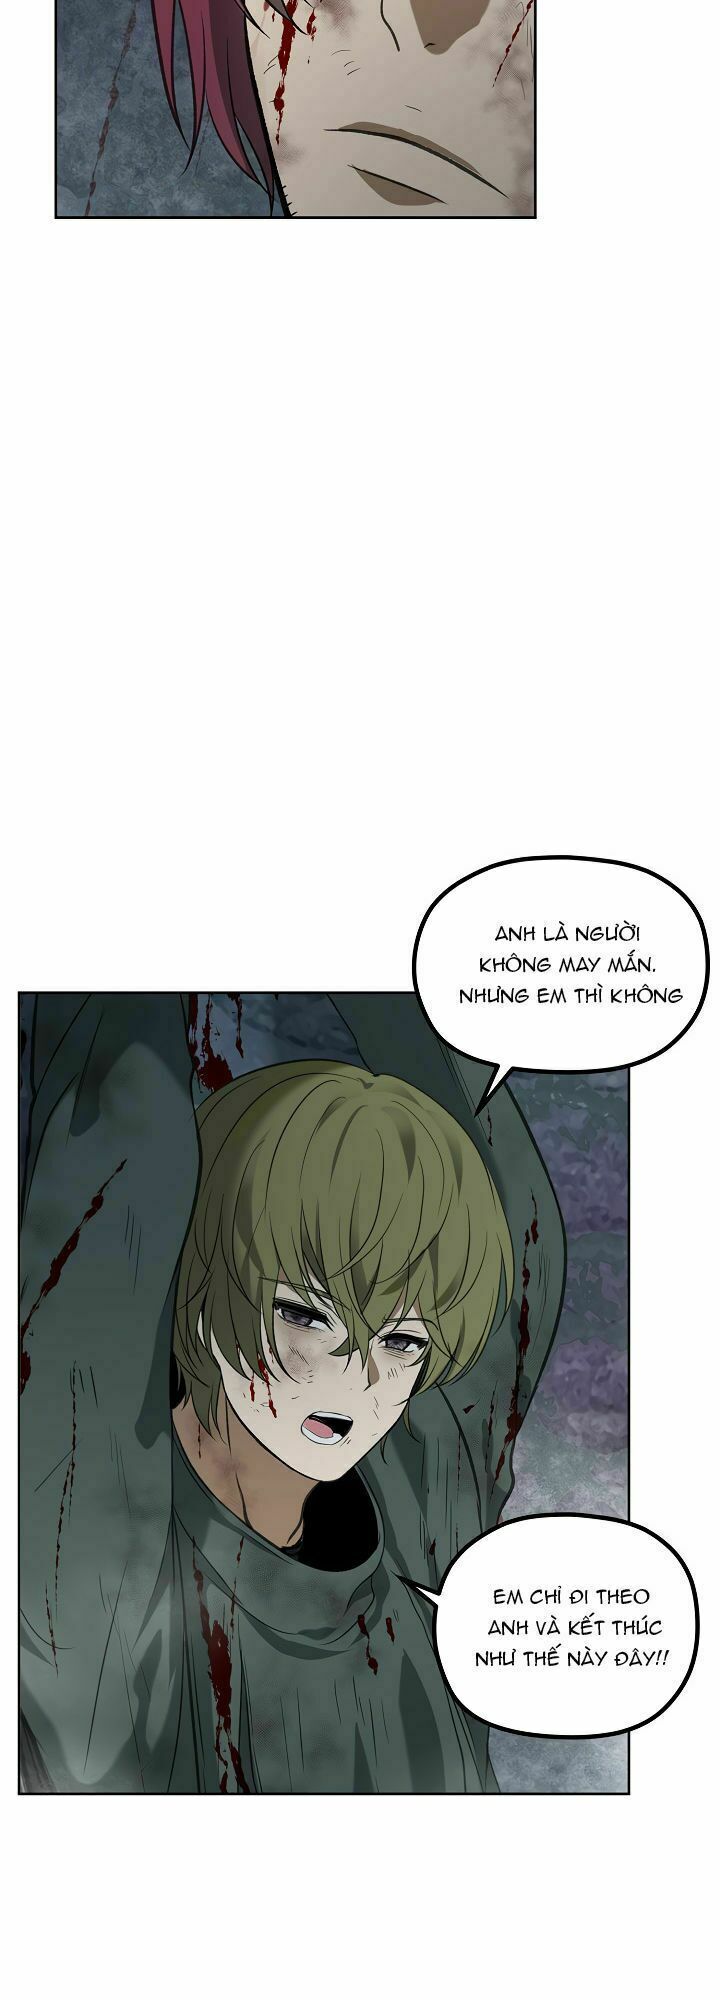 ANH LÀ NGƯỜI
KHÔNG MAY MẮN.
NHƯNG EM THÌ KHÔNG
EM CHỈ ĐI THEO
ANH VÀ KẾT THÚC
NHƯ THẾ NÀY ĐÂY!!